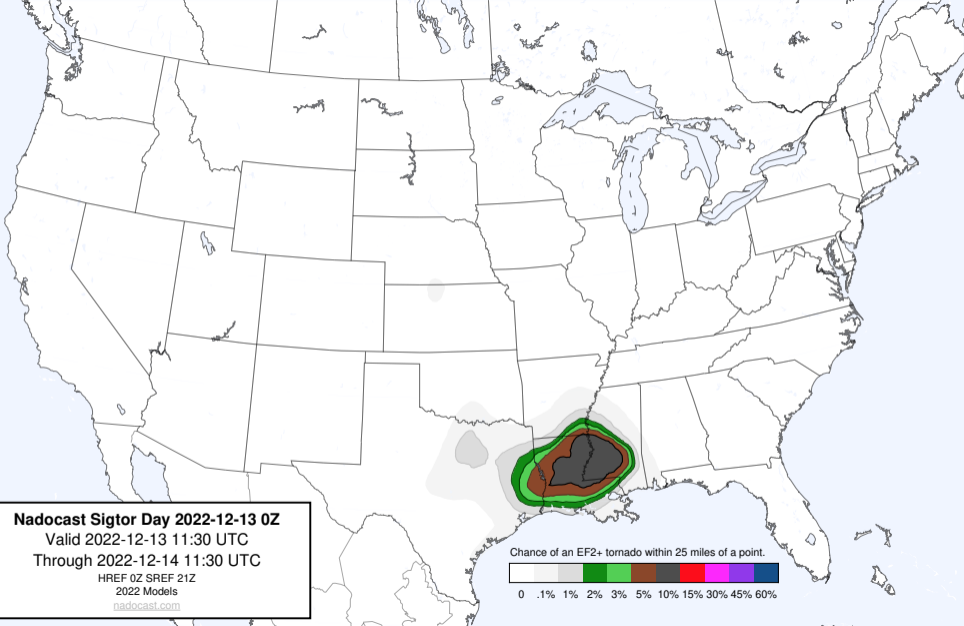 Nadocast Sigtor Day 2022-12-13 0Z
Valid 2022-12-13 11:30 UTC
Through 2022-12-14 11:30 UTC
HREF 0Z SREF 21Z
2022 Models
nadocast.com
Chance of an EF2+ tornado within 25 miles of a point.
0 .1% 1% 2% 3% 5% 10% 15% 30% 45% 60%